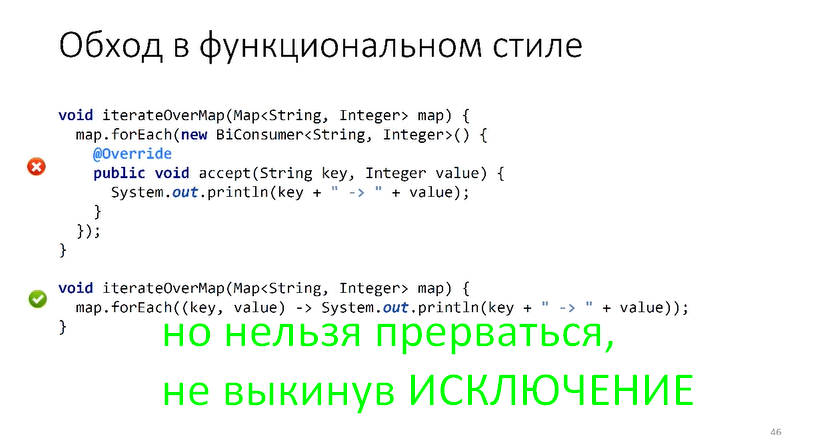 Обход в функциональном стиле
void iterateOverMap(Map<String, Integer> map) {
map.forEach(new BiConsumer<String, Integer>() {
@Override
public void accept(String key, Integer value) {
System.out.println(key + " -> " + value);
}
});
}
void iterateOverMap(Map<String, Integer> map) {
map.forEach((key, value) -> System.out.println(key + " -> " + value));
}
но нельзя прерваться,
не выкинув ИСКЛЮЧЕНИЕ
46